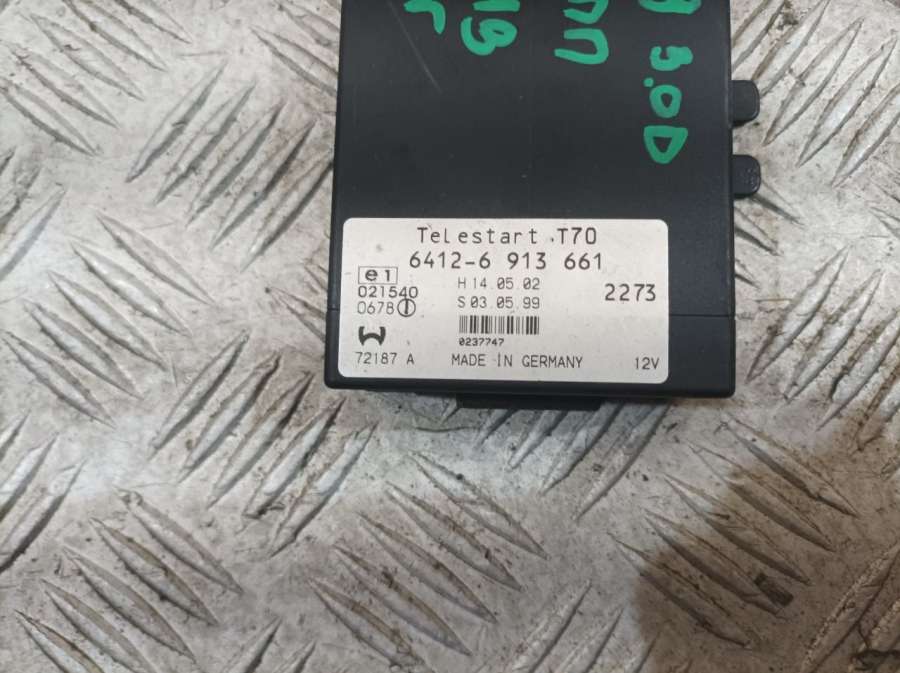 3.0D
Telestart T70
6412-6 913 661
e1
H 14.05.02
2273
021540
S 03.05.99
0678
0237747
72187 A
MADE IN GERMANY
12V